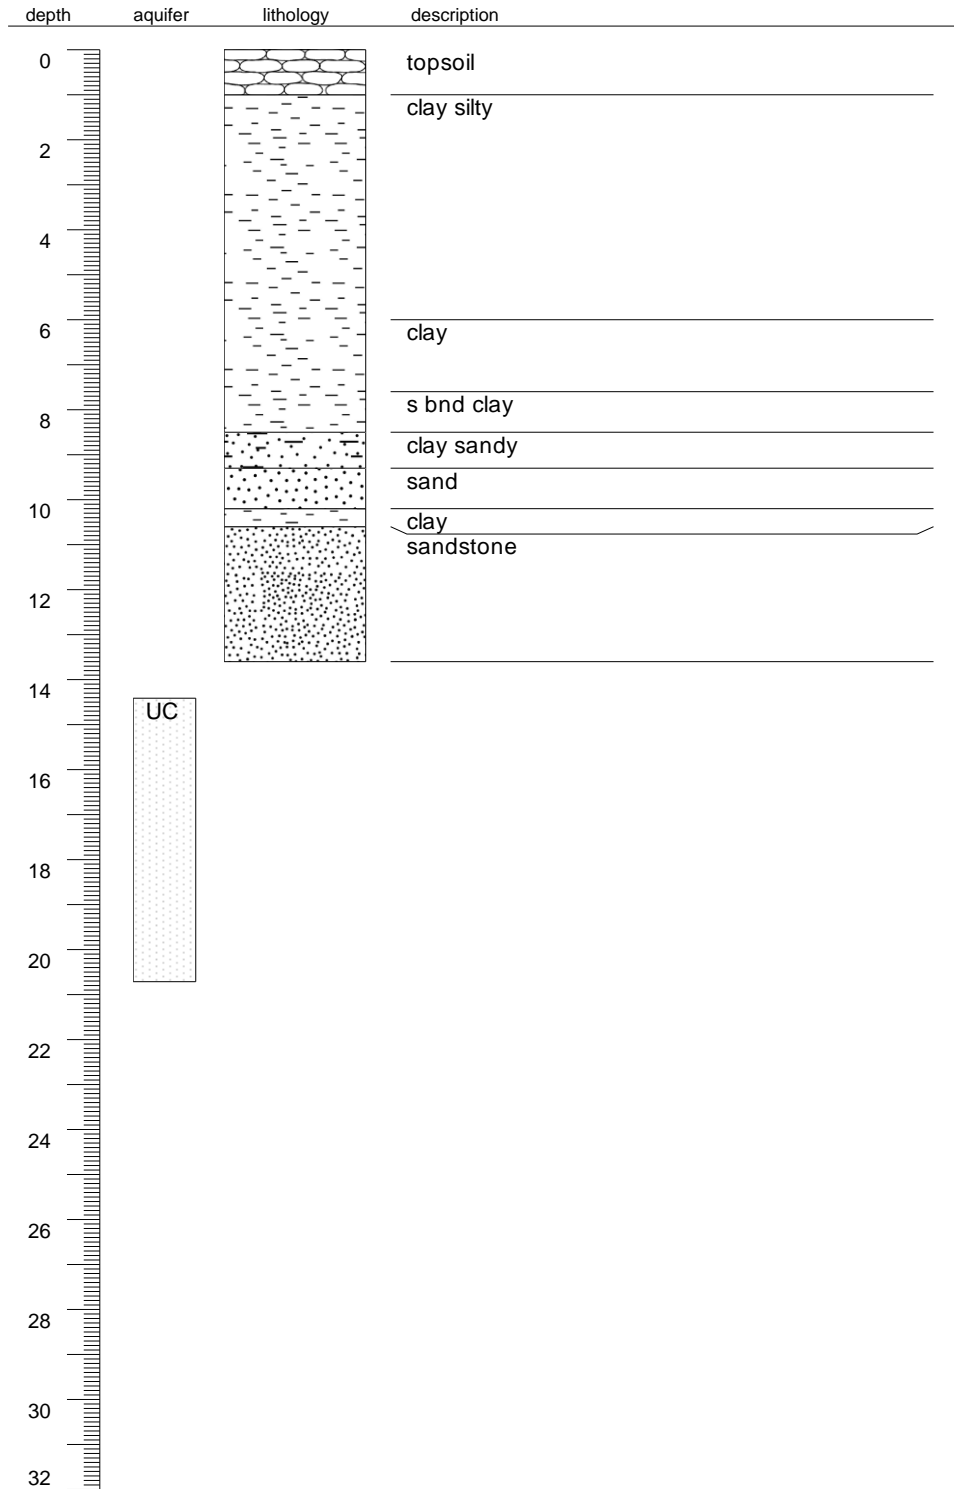 depth aquifer lithology description
0 topsoil
clay silty
2
4
6 clay
s bnd clay
8
clay sandy
sand
10
clay
sandstone
12
14
UC
16
18
20
22
24
26
28
30
32